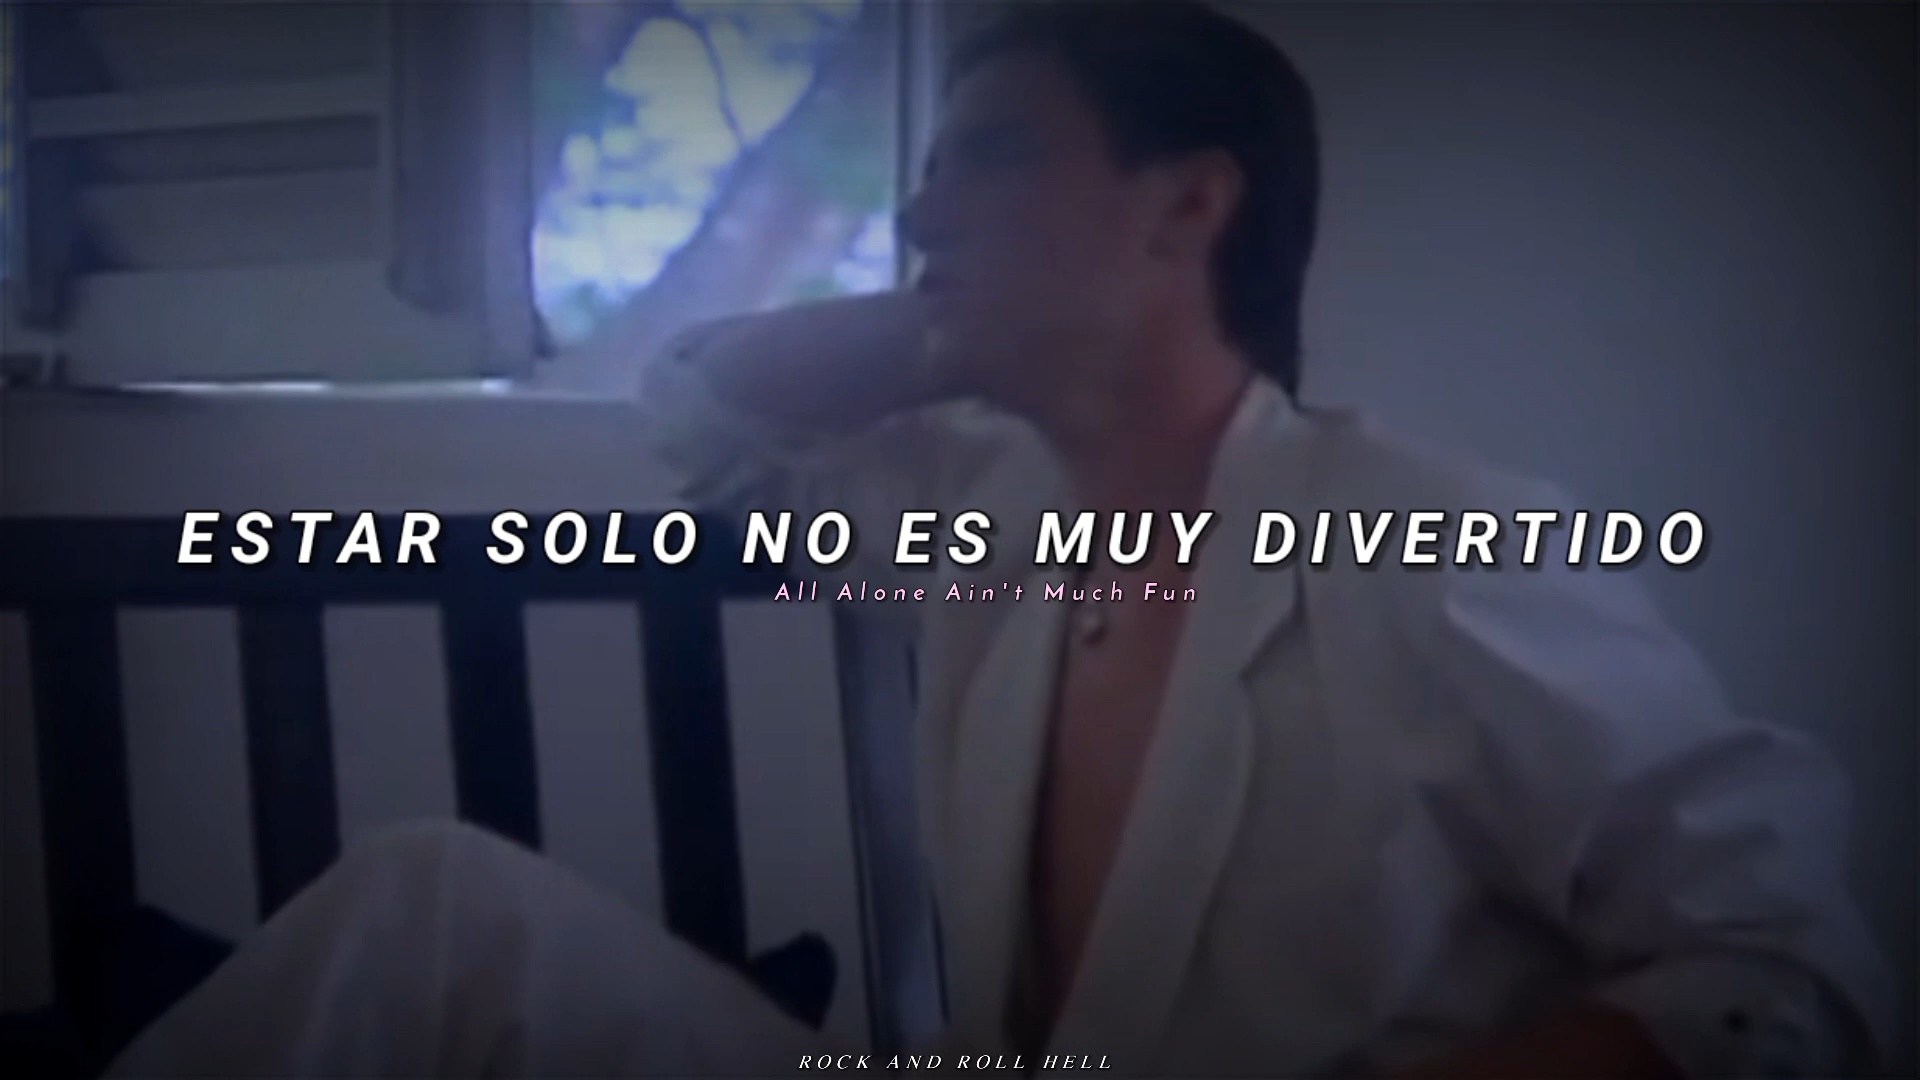 ESTAR SOLO NO ES MUY DIVERTIDO
All Alone Ain't Much Fun
ROCK AND ROLL HELL